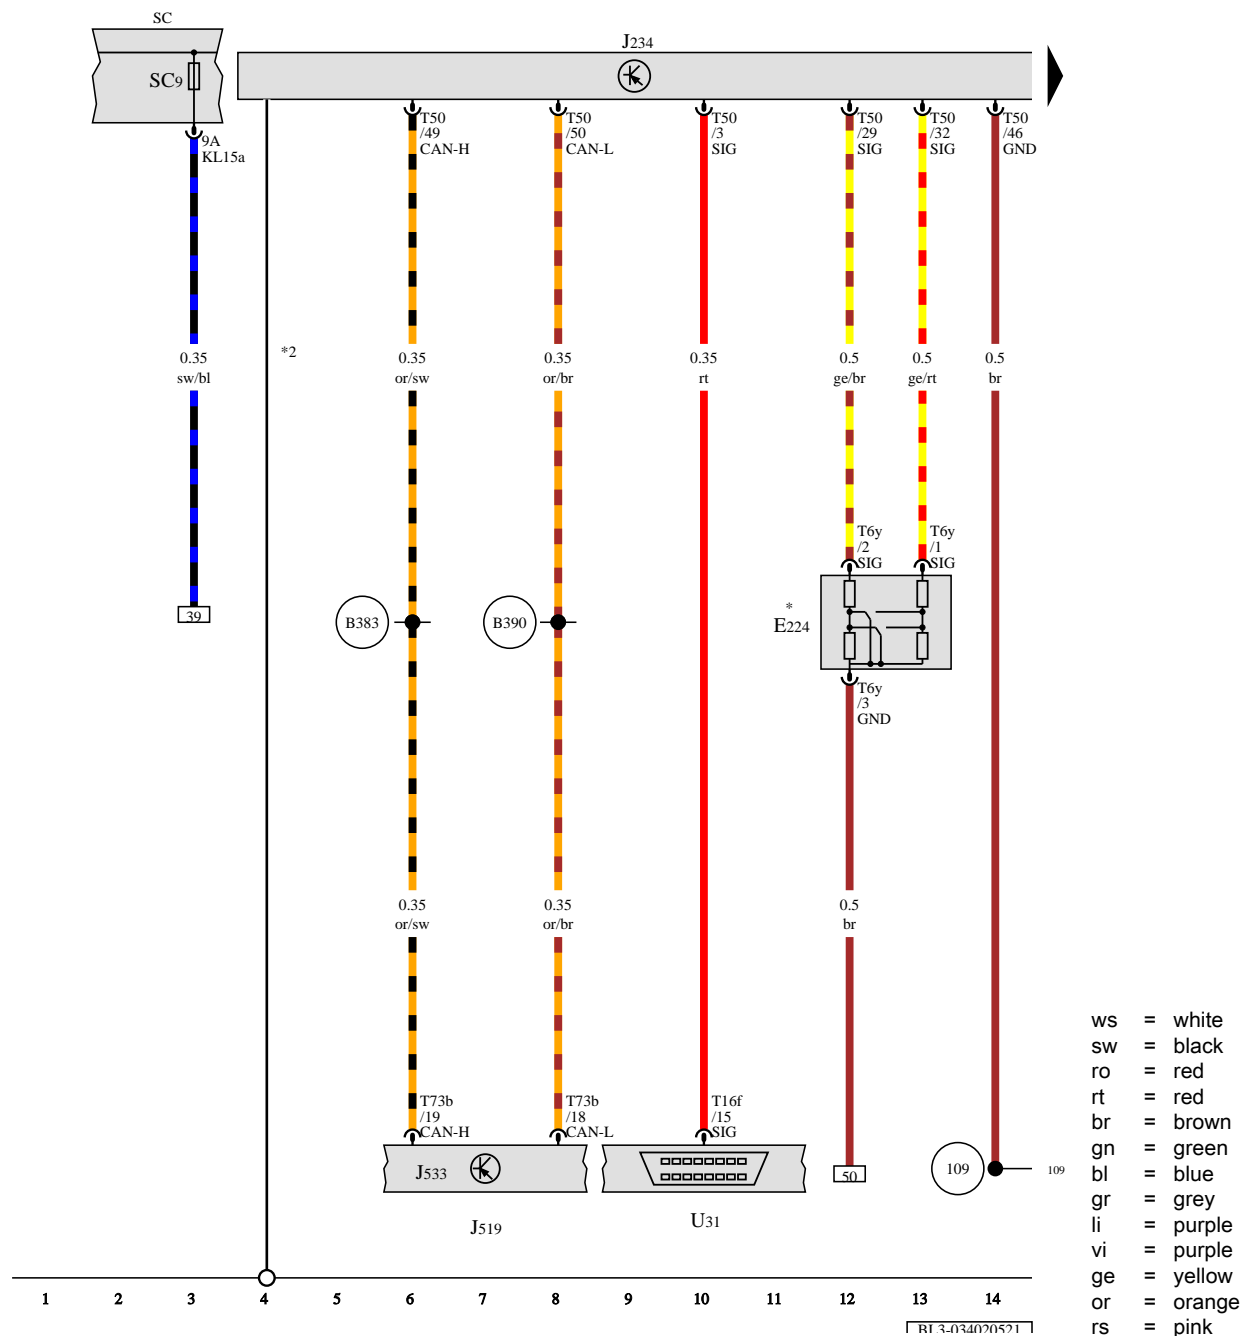 SC
J234
SC9
9A
KL15a
T50
/49
CAN-H
T50
/50
CAN-L
T50
/3
SIG
T50
/29
SIG
T50
/32
SIG
T50
/46
GND
0.35
sw/bl
*2
0.35
or/sw
0.35
or/br
0.35
rt
0.5
ge/br
0.5
ge/rt
0.5
br
T6y
/2
SIG
T6y
/1
SIG
39
B383
B390
*
E224
T6y
/3
GND
0.35
or/sw
0.35
or/br
0.5
br
T73b
/19
CAN-H
T73b
/18
CAN-L
T16f
/15
SIG
J533
J519
U31
50
109
109
1 2 3 4 5 6 7 8 9 10 11 12 13 14
BL3-034020521
ws = white
sw = black
ro = red
rt = red
br = brown
gn = green
bl = blue
gr = grey
li = purple
vi = purple
ge = yellow
or = orange
rs = pink